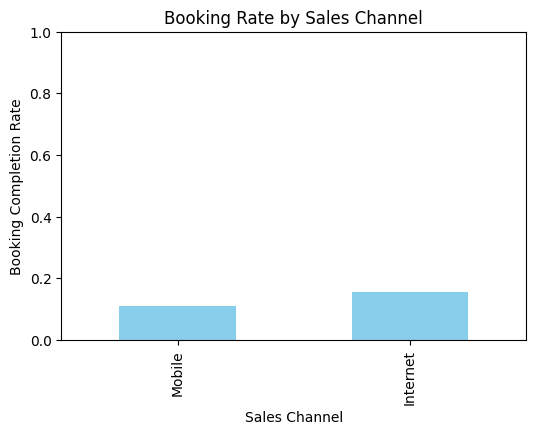 Booking Rate by Sales Channel
1.0
0.8
0.6
0.4
0.2
0.0
Booking Completion Rate
Mobile
Internet
Sales Channel